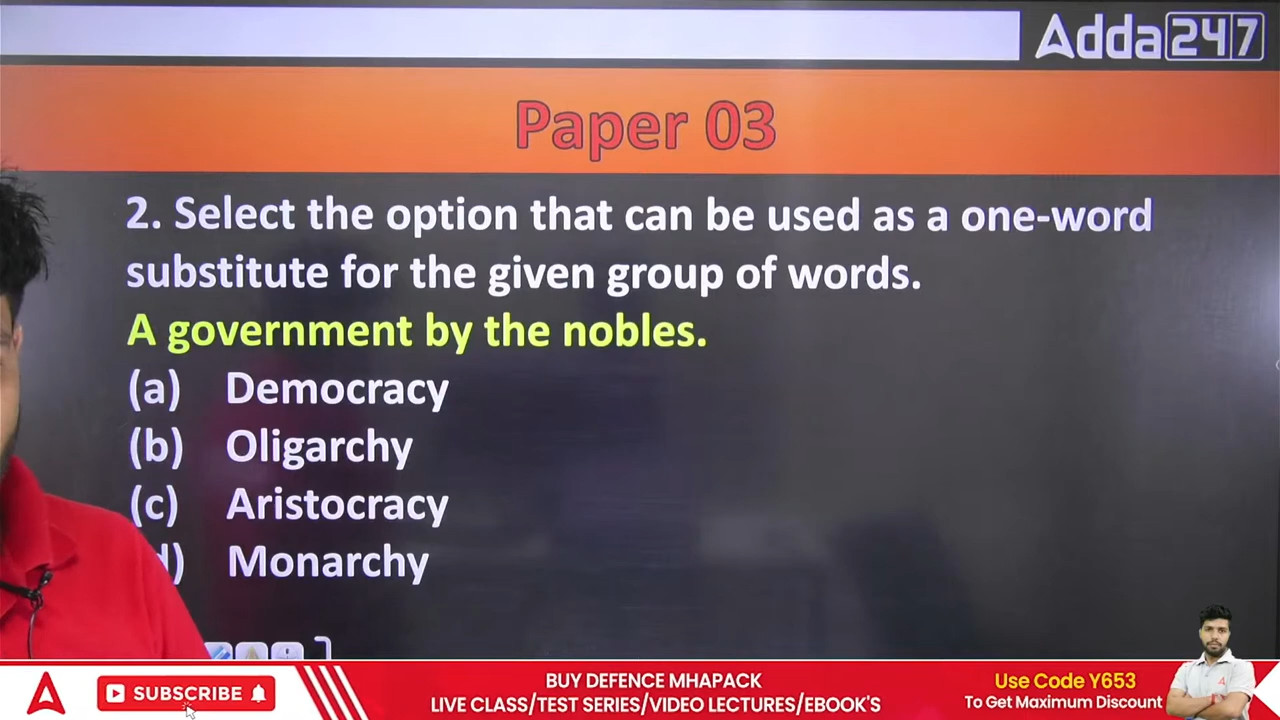 Adda247
Paper 03
2. Select the option that can be used as a one-word
substitute for the given group of words.
A government by the nobles.
(a) Democracy
(b) Oligarchy
(c) Aristocracy
d) Monarchy
SUBSCRIBE
BUY DEFENCE MHAPACK
LIVE CLASS/TEST SERIES/VIDEO LECTURES/EBOOK'S
Use Code Y653
To Get Maximum Discount